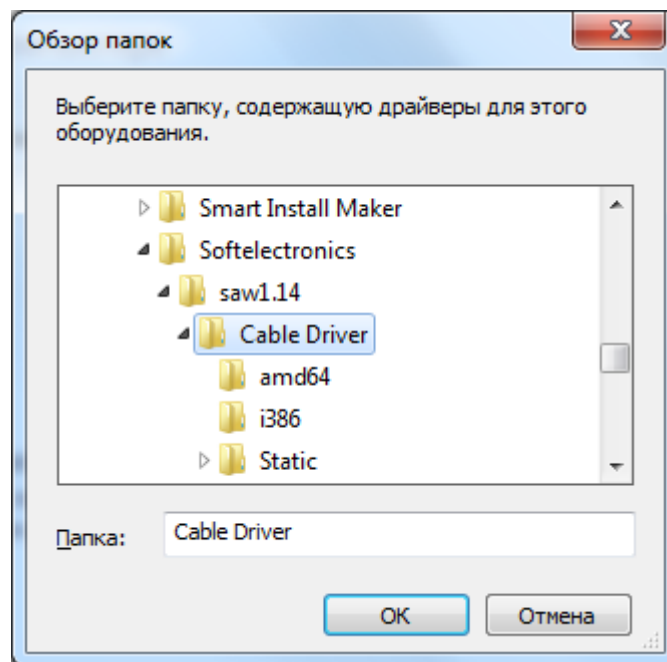 Обзор папок
Выберите папку, содержащую драйверы для этого
оборудования.
Smart Install Maker
Softelectronics
saw1.14
Cable Driver
amd64
i386
Static
Папка:
Cable Driver
OK
Отмена